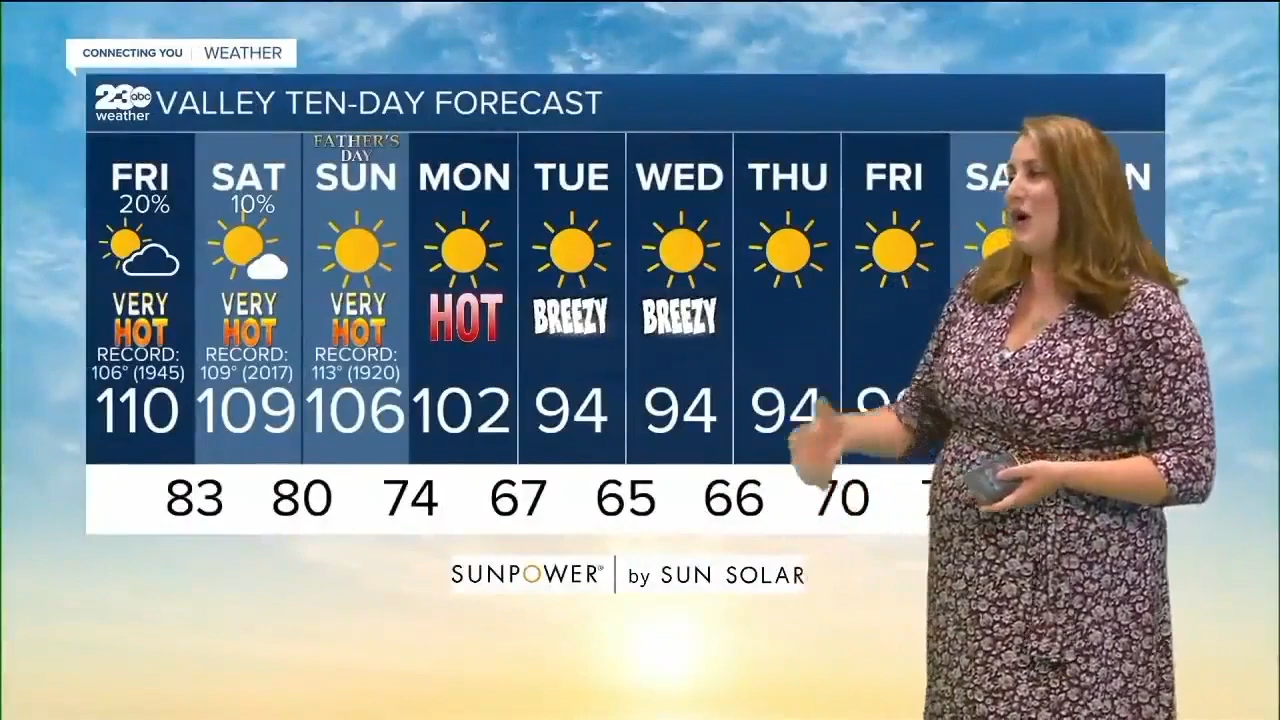 CONNECTING YOU | WEATHER
23 abc
weather
VALLEY TEN-DAY FORECAST
FATHER'S
DAY
FRI SAT SUN MON TUE WED THU FRI
20% 10%
VERY HOT VERY HOT VERY HOT HOT BREEZY BREEZY
RECORD: RECORD: RECORD:
106° (1945) 109° (2017) 113° (1920)
110 109 106 102 94 94 94
83 80 74 67 65 66 70
SUNPOWER® | by SUN SOLAR